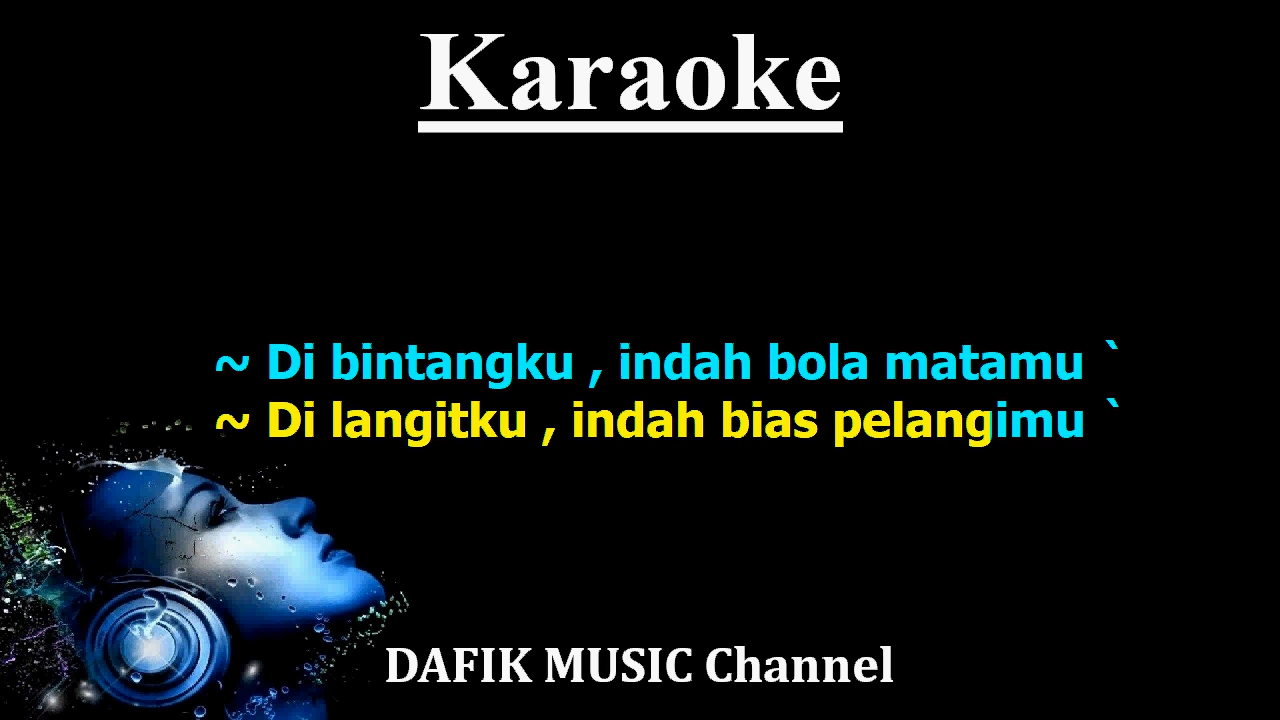 Karaoke
~ Di bintangku , indah bola matamu `
~ Di langitku , indah bias pelangimu `
DAFIK MUSIC Channel